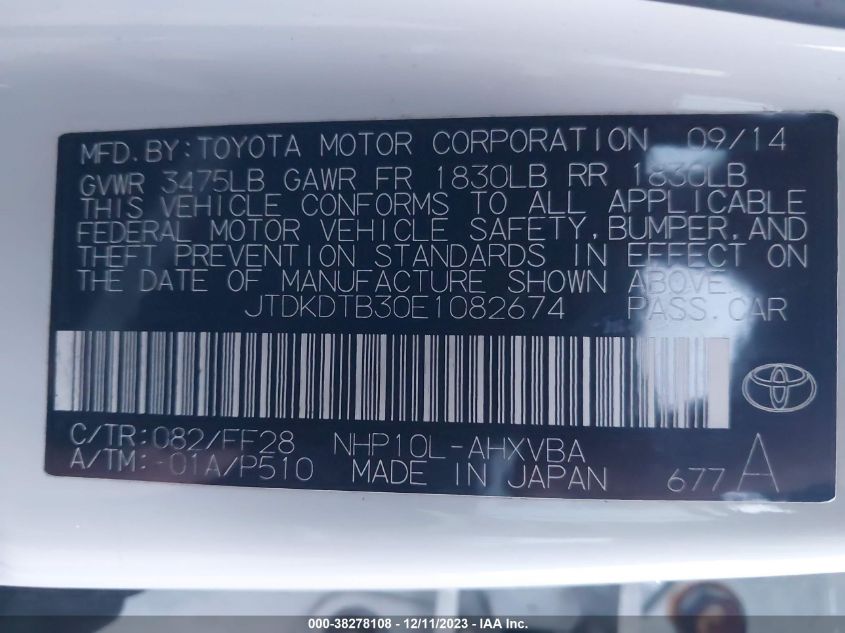 MFD. BY: TOYOTA MOTOR CORPORATION 09/14
GVWR 3475LB GAWR FR 1830LB RR 1830LB
THIS VEHICLE CONFORMS TO ALL APPLICABLE
FEDERAL MOTOR VEHICLE SAFETY, BUMPER, AND
THEFT PREVENTION STANDARDS IN EFFECT ON
THE DATE OF MANUFACTURE SHOWN ABOVE.
JTDKDTB30E1082674 PASS. CAR
C/TR: 082/FF28 NHP10L-AHXVBA
A/TM: -01A/P510 MADE IN JAPAN 677 A
000-38278108 - 12/11/2023 - IAA Inc.